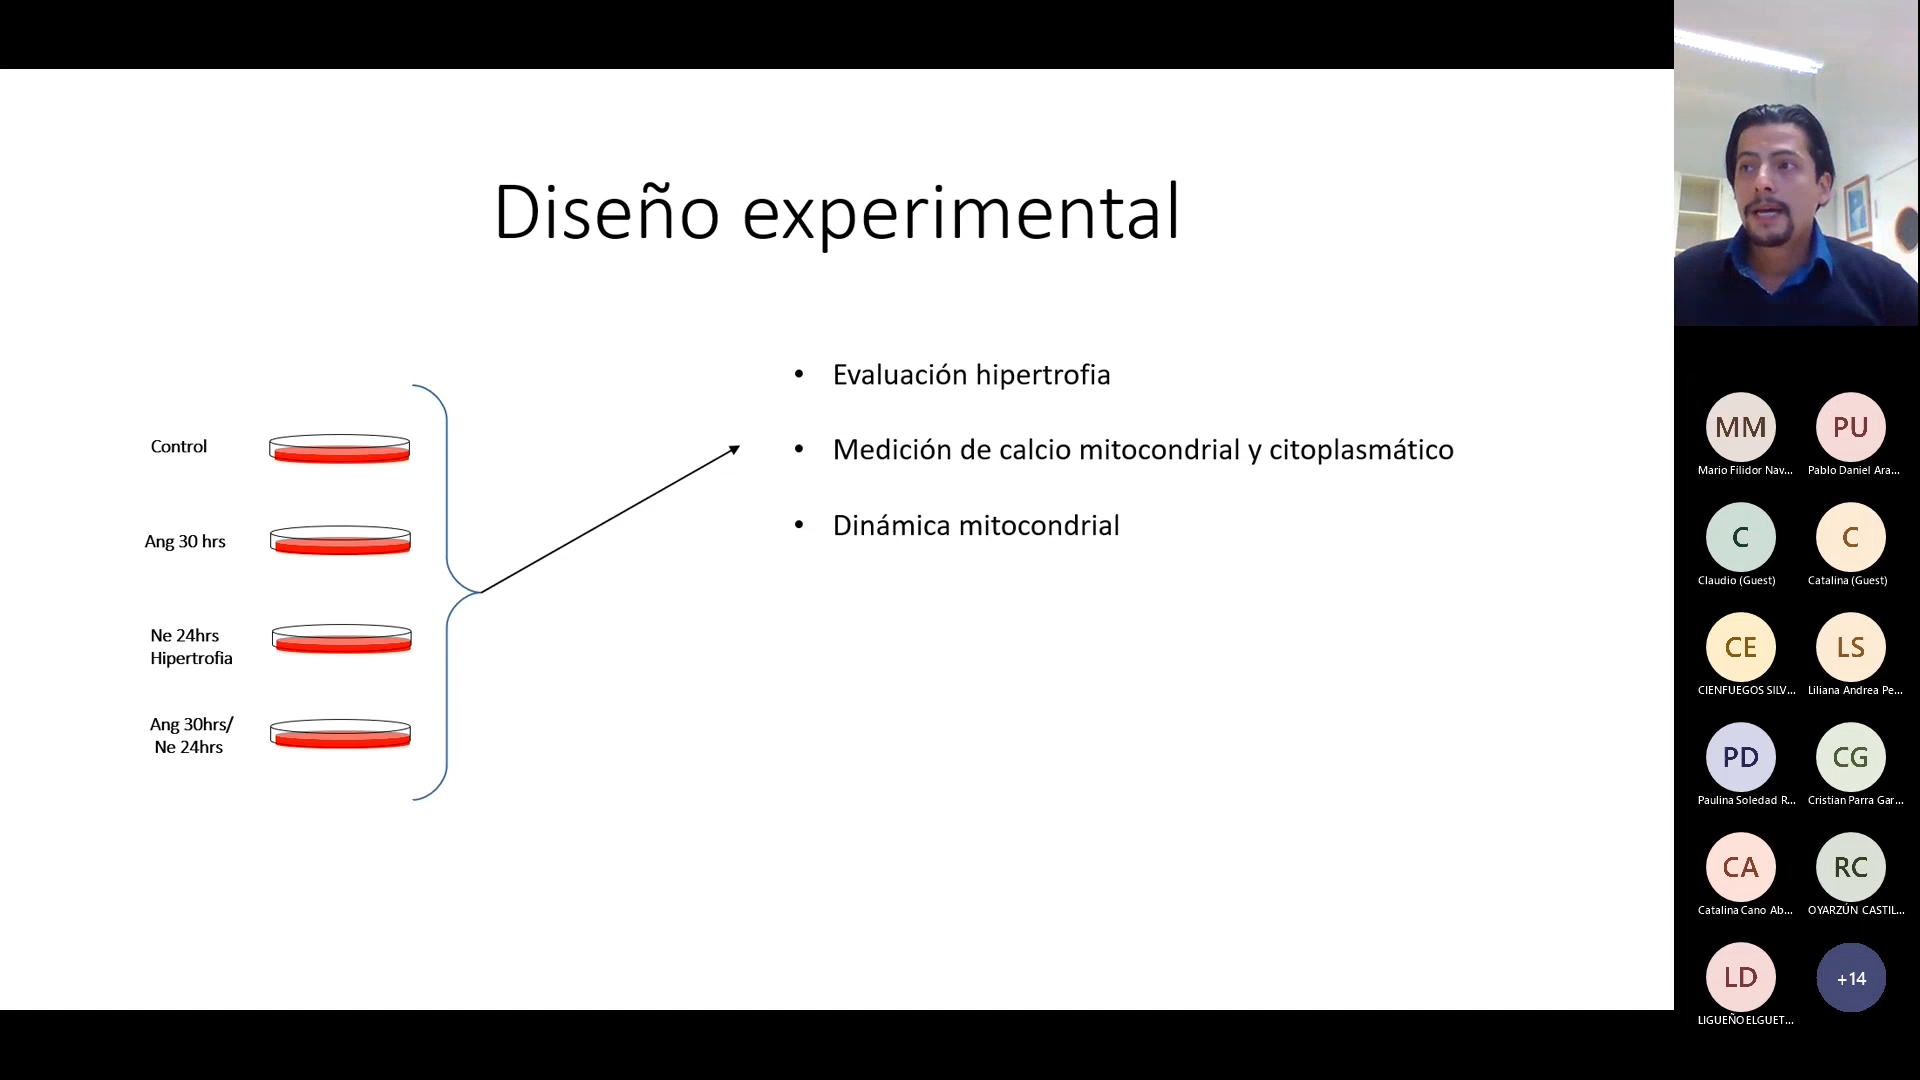 Diseño experimental
Control
Ang 30 hrs
Ne 24hrs
Hipertrofia
Ang 30hrs/
Ne 24hrs
• Evaluación hipertrofia
• Medición de calcio mitocondrial y citoplasmático
• Dinámica mitocondrial
MM
Mario Filidor Nav...
PU
Pablo Daniel Ara...
C
Claudio (Guest)
C
Catalina (Guest)
CE
CIENFUEGOS SILV...
LS
Liliana Andrea Pe...
PD
Paulina Soledad R...
CG
Cristian Parra Gar...
CA
Catalina Cano Ab...
RC
OYARZÚN CASTIL...
LD
LIGUEÑO ELGUET...
+14